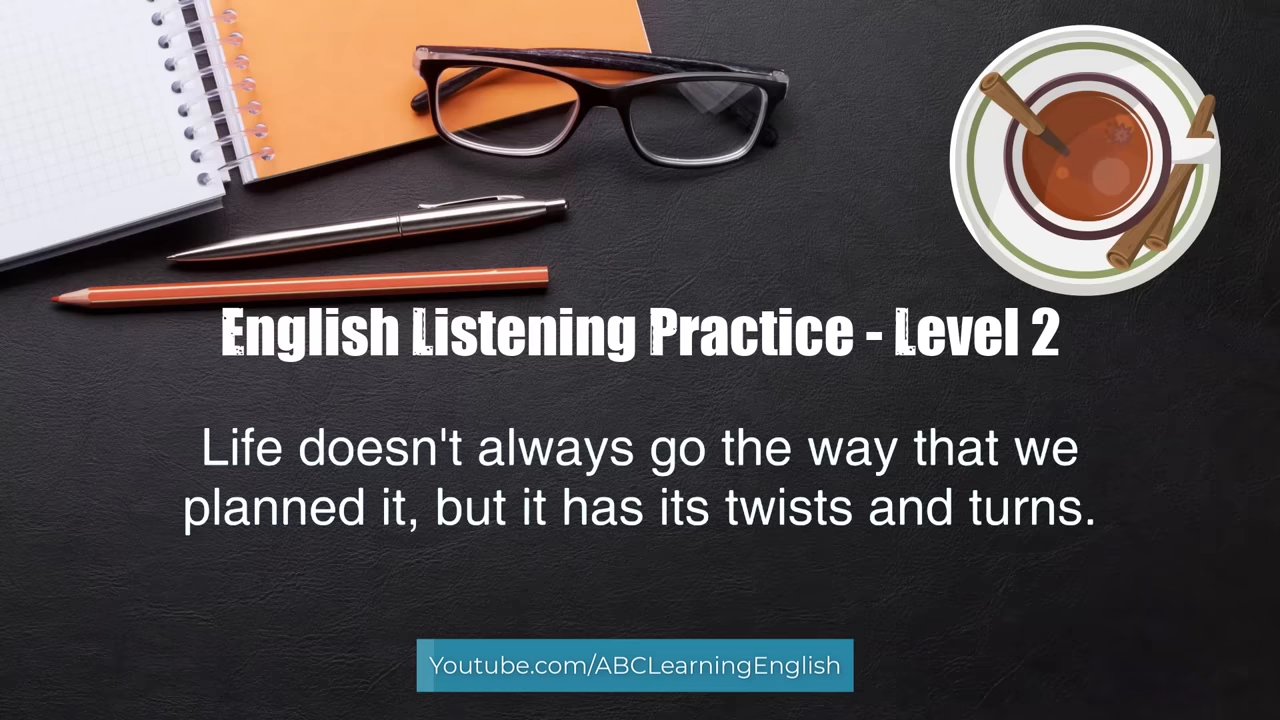 English Listening Practice - Level 2
Life doesn't always go the way that we
planned it, but it has its twists and turns.
Youtube.com/ABCLearningEnglish